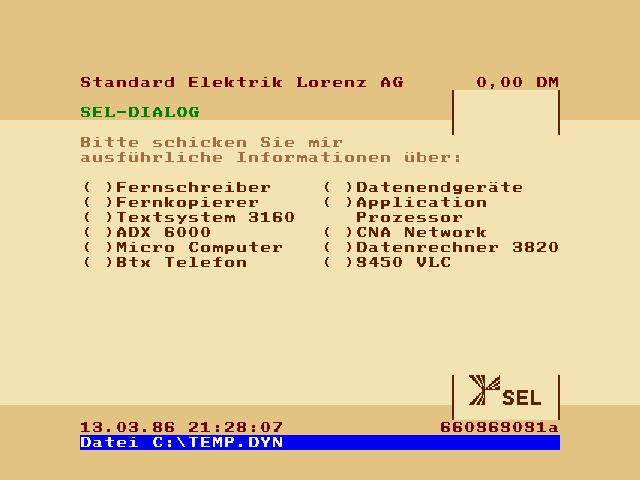 Standard Elektrik Lorenz AG 0,00 DM
SEL-DIALOG
Bitte schicken Sie mir
ausführliche Informationen über:
( )Fernschreiber ( )Datenendgeräte
( )Fernkopierer ( )Application
( )Textsystem 3160 Prozessor
( )ADX 6000 ( )CNA Network
( )Micro Computer ( )Datenrechner 3820
( )Btx Telefon ( )8450 VLC
SEL
13.03.86 21:28:07 660868081a
Datei C:\TEMP.DYN